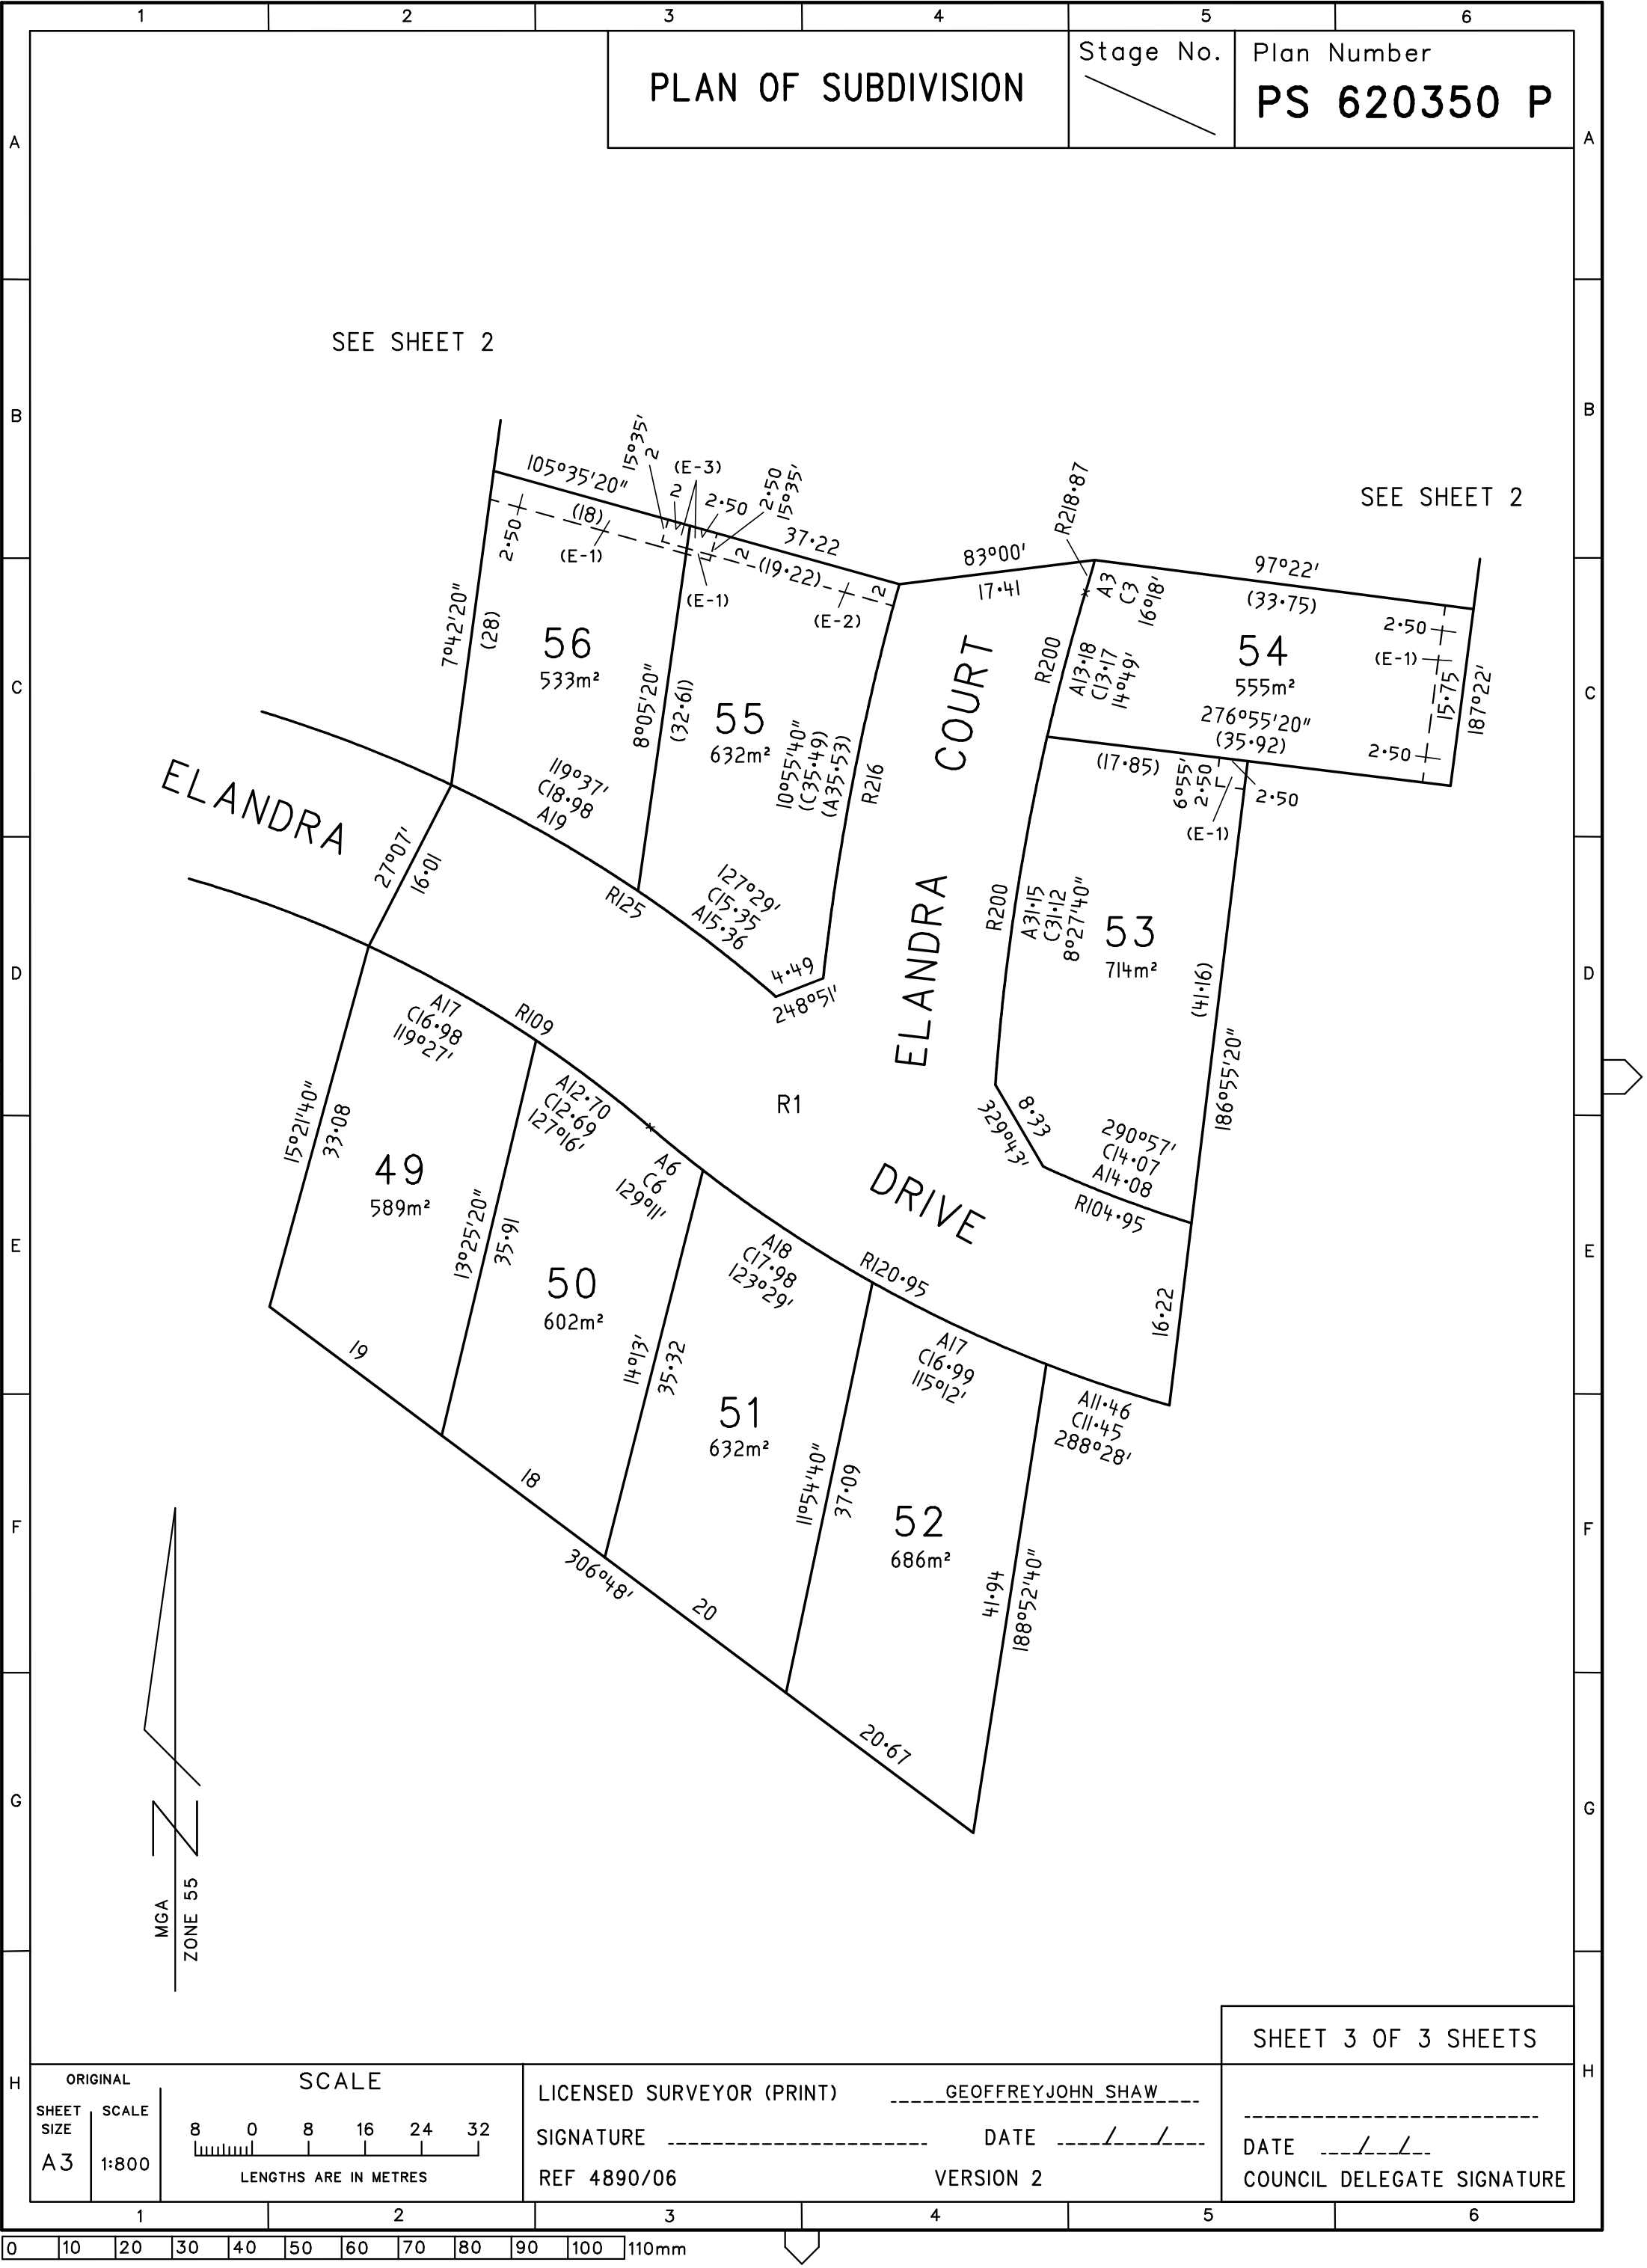 1 2 3 4 5 6
PLAN OF SUBDIVISION
Stage No.
Plan Number
PS 620350 P
A
A
SEE SHEET 2
B
B
SEE SHEET 2
105°35'20"
(18)
2·50
(E-1)
15°35'
2
(E-3)
2
2·50
2·50
15°35'
37·22
2
(19·22)
2
(E-1)
(E-2)
R218·87
83°00'
17·41
97°22'
(33·75)
A3
C3
16°18'
2·50
(E-1)
15·75
187°22'
C
C
7°42'20"
(28)
56
533m²
8°05'20"
(32·61)
55
632m²
10°55'40"
(C35·49)
(A35·53)
R216
COURT
R200
A13·18
C13·17
14°49'
54
555m²
276°55'20"
(35·92)
2·50
(17·85)
6°55'
2·50
2·50
(E-1)
ELANDRA
119°37'
C18·98
A19
27°07'
16·01
R125
127°29'
C15·35
A15·36
4·49
248°51'
ELANDRA
R200
A31·15
C31·12
8°27'40"
53
714m²
(41·16)
186°55'20"
D
D
A17
C16·98
119°27'
R109
A12·70
C12·69
127°16'
R1
A6
C6
129°11'
8·33
329°43'
290°57'
C14·07
A14·08
R104·95
15°21'40"
33·08
49
589m²
13°25'20"
35·91
50
602m²
DRIVE
E
E
A18
C17·98
123°29'
R120·95
16·22
19
14°13'
35·32
A17
C16·99
115°12'
A11·46
C11·45
288°28'
51
632m²
18
11°54'40"
37·09
52
686m²
F
F
306°48'
20
41·94
188°52'40"
20·67
G
G
MGA
ZONE 55
SHEET 3 OF 3 SHEETS
H
H
ORIGINAL
SHEET SIZE
SCALE
A3
1:800
SCALE
8 0 8 16 24 32
LENGTHS ARE IN METRES
LICENSED SURVEYOR (PRINT) GEOFFREYJOHN SHAW
SIGNATURE DATE / /
REF 4890/06 VERSION 2
DATE / /
COUNCIL DELEGATE SIGNATURE
1 2 3 4 5 6
0 10 20 30 40 50 60 70 80 90 100 110mm